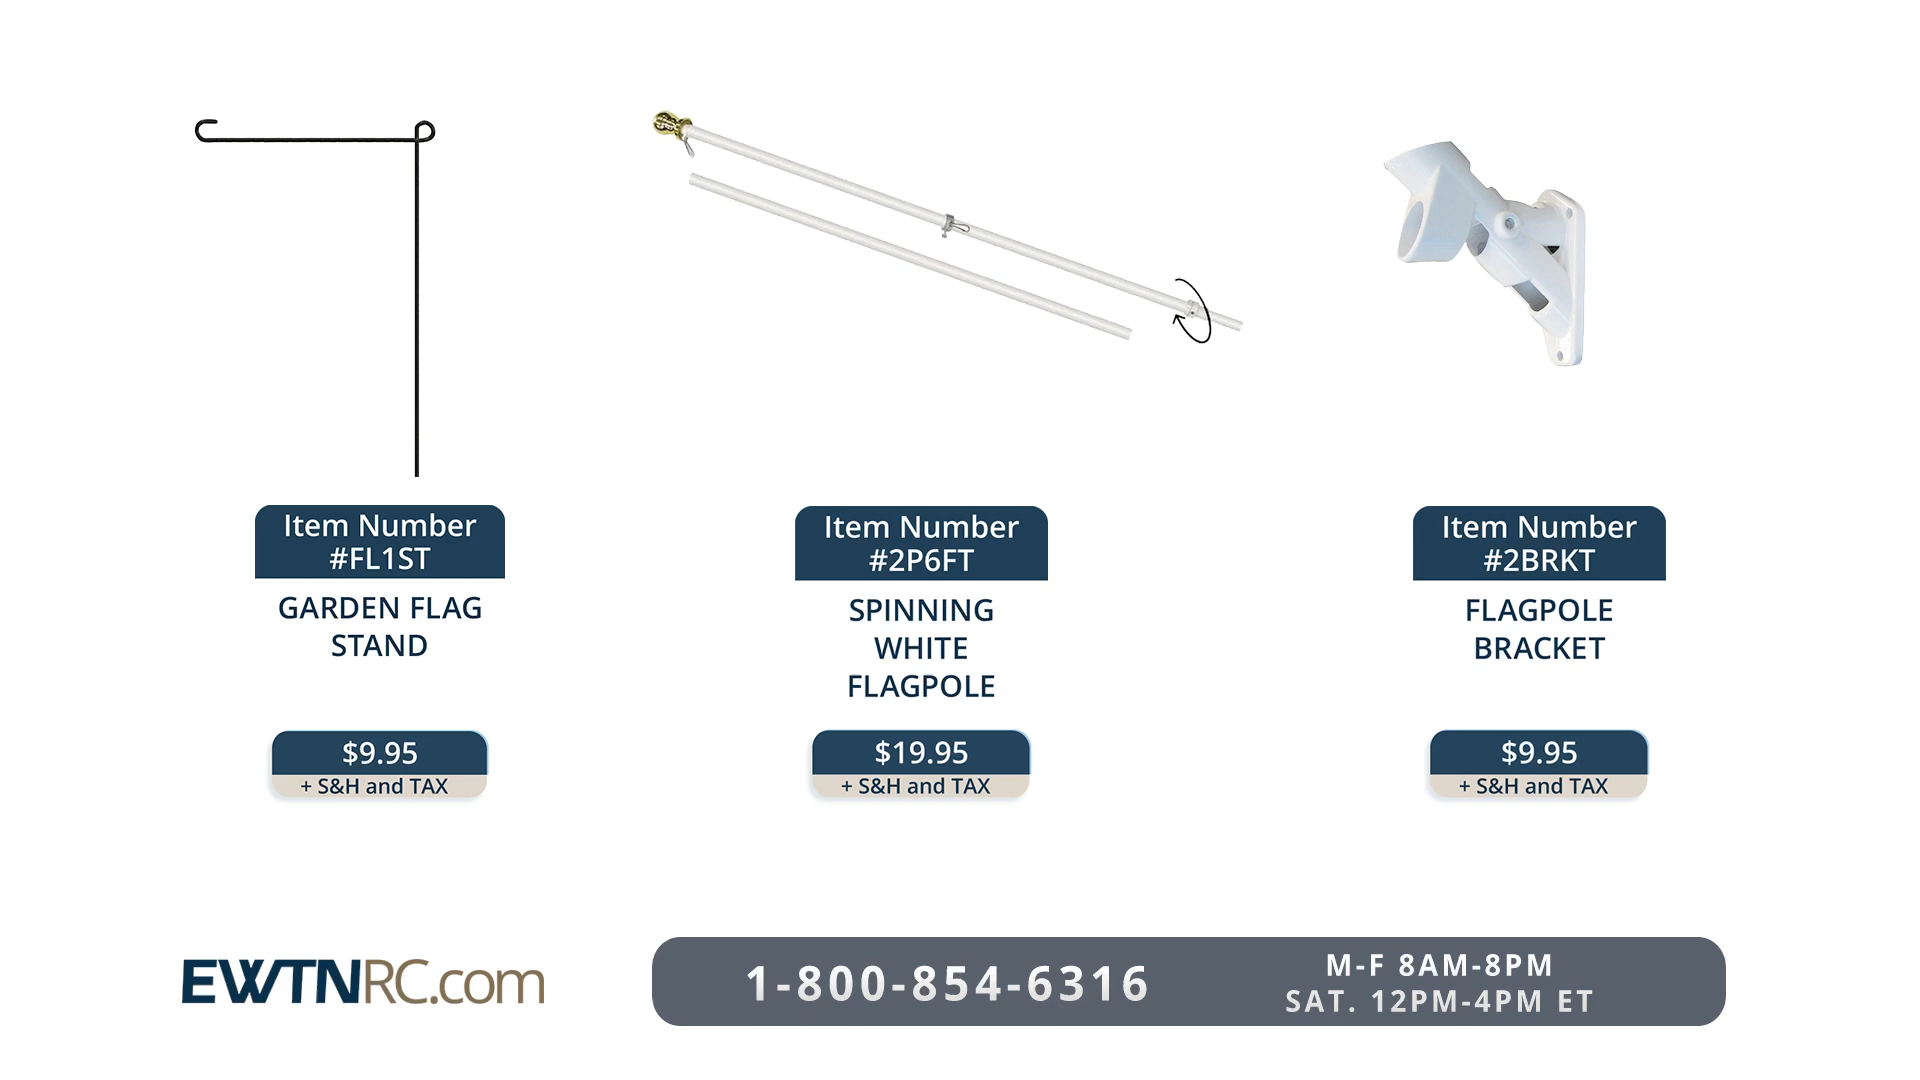 Item Number
#FL1ST
GARDEN FLAG
STAND
$9.95
+ S&H and TAX
Item Number
#2P6FT
SPINNING
WHITE
FLAGPOLE
$19.95
+ S&H and TAX
Item Number
#2BRKT
FLAGPOLE
BRACKET
$9.95
+ S&H and TAX
EWTNRC.com
1-800-854-6316
M-F 8AM-8PM
SAT. 12PM-4PM ET